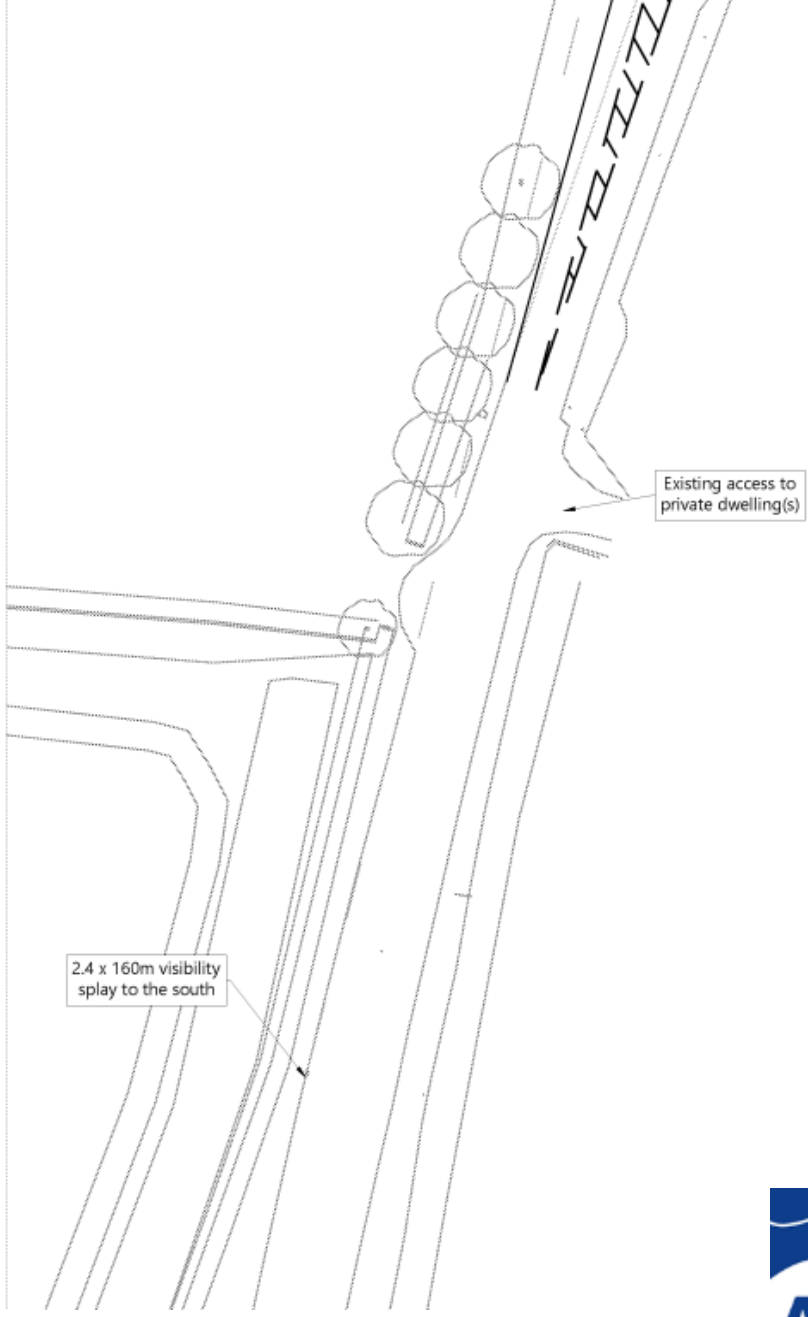 Existing access to
private dwelling(s)
2.4 x 160m visibility
splay to the south